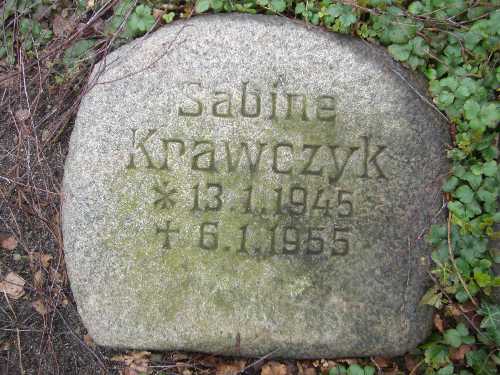 Sabine
Krawczyk
* 13.1.1945
† 6.1.1955